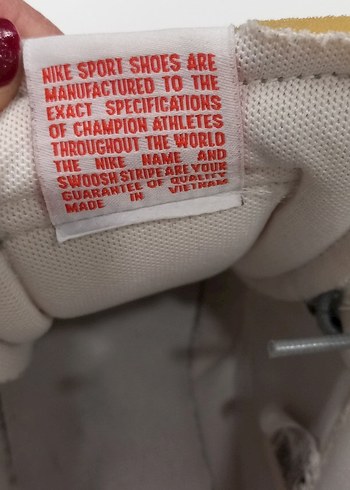 NIKE SPORT SHOES ARE
MANUFACTURED TO THE
EXACT SPECIFICATIONS
OF CHAMPION ATHLETES
THROUGHOUT THE WORLD
THE NIKE NAME AND
SWOOSH STRIPE ARE YOUR
GUARANTEE OF QUALITY
MADE IN VIETNAM